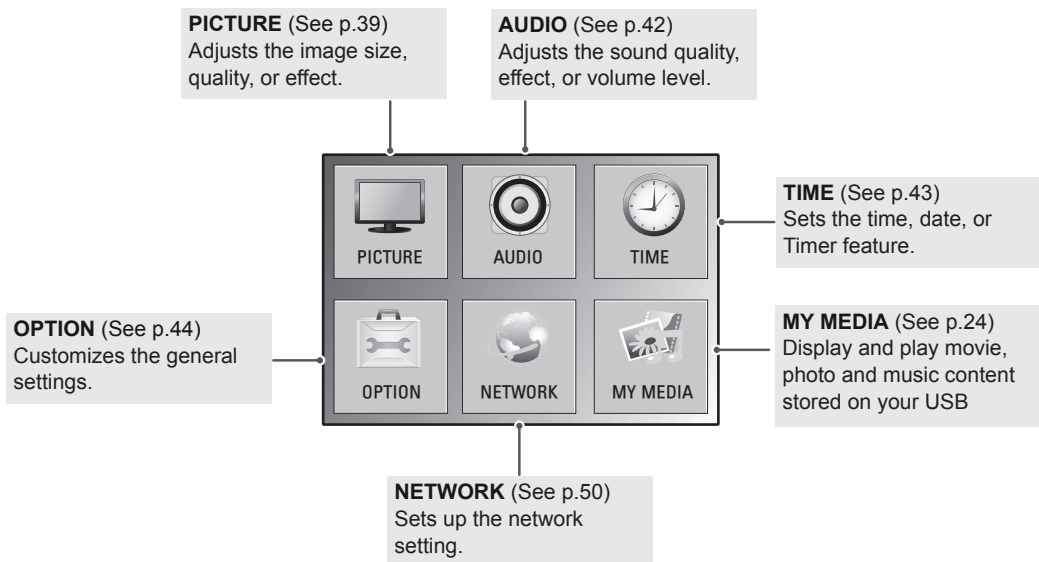 PICTURE (See p.39)
Adjusts the image size,
quality, or effect.
AUDIO (See p.42)
Adjusts the sound quality,
effect, or volume level.
PICTURE
AUDIO
TIME
TIME (See p.43)
Sets the time, date, or
Timer feature.
OPTION (See p.44)
Customizes the general
settings.
OPTION
NETWORK
MY MEDIA
MY MEDIA (See p.24)
Display and play movie,
photo and music content
stored on your USB
NETWORK (See p.50)
Sets up the network
setting.